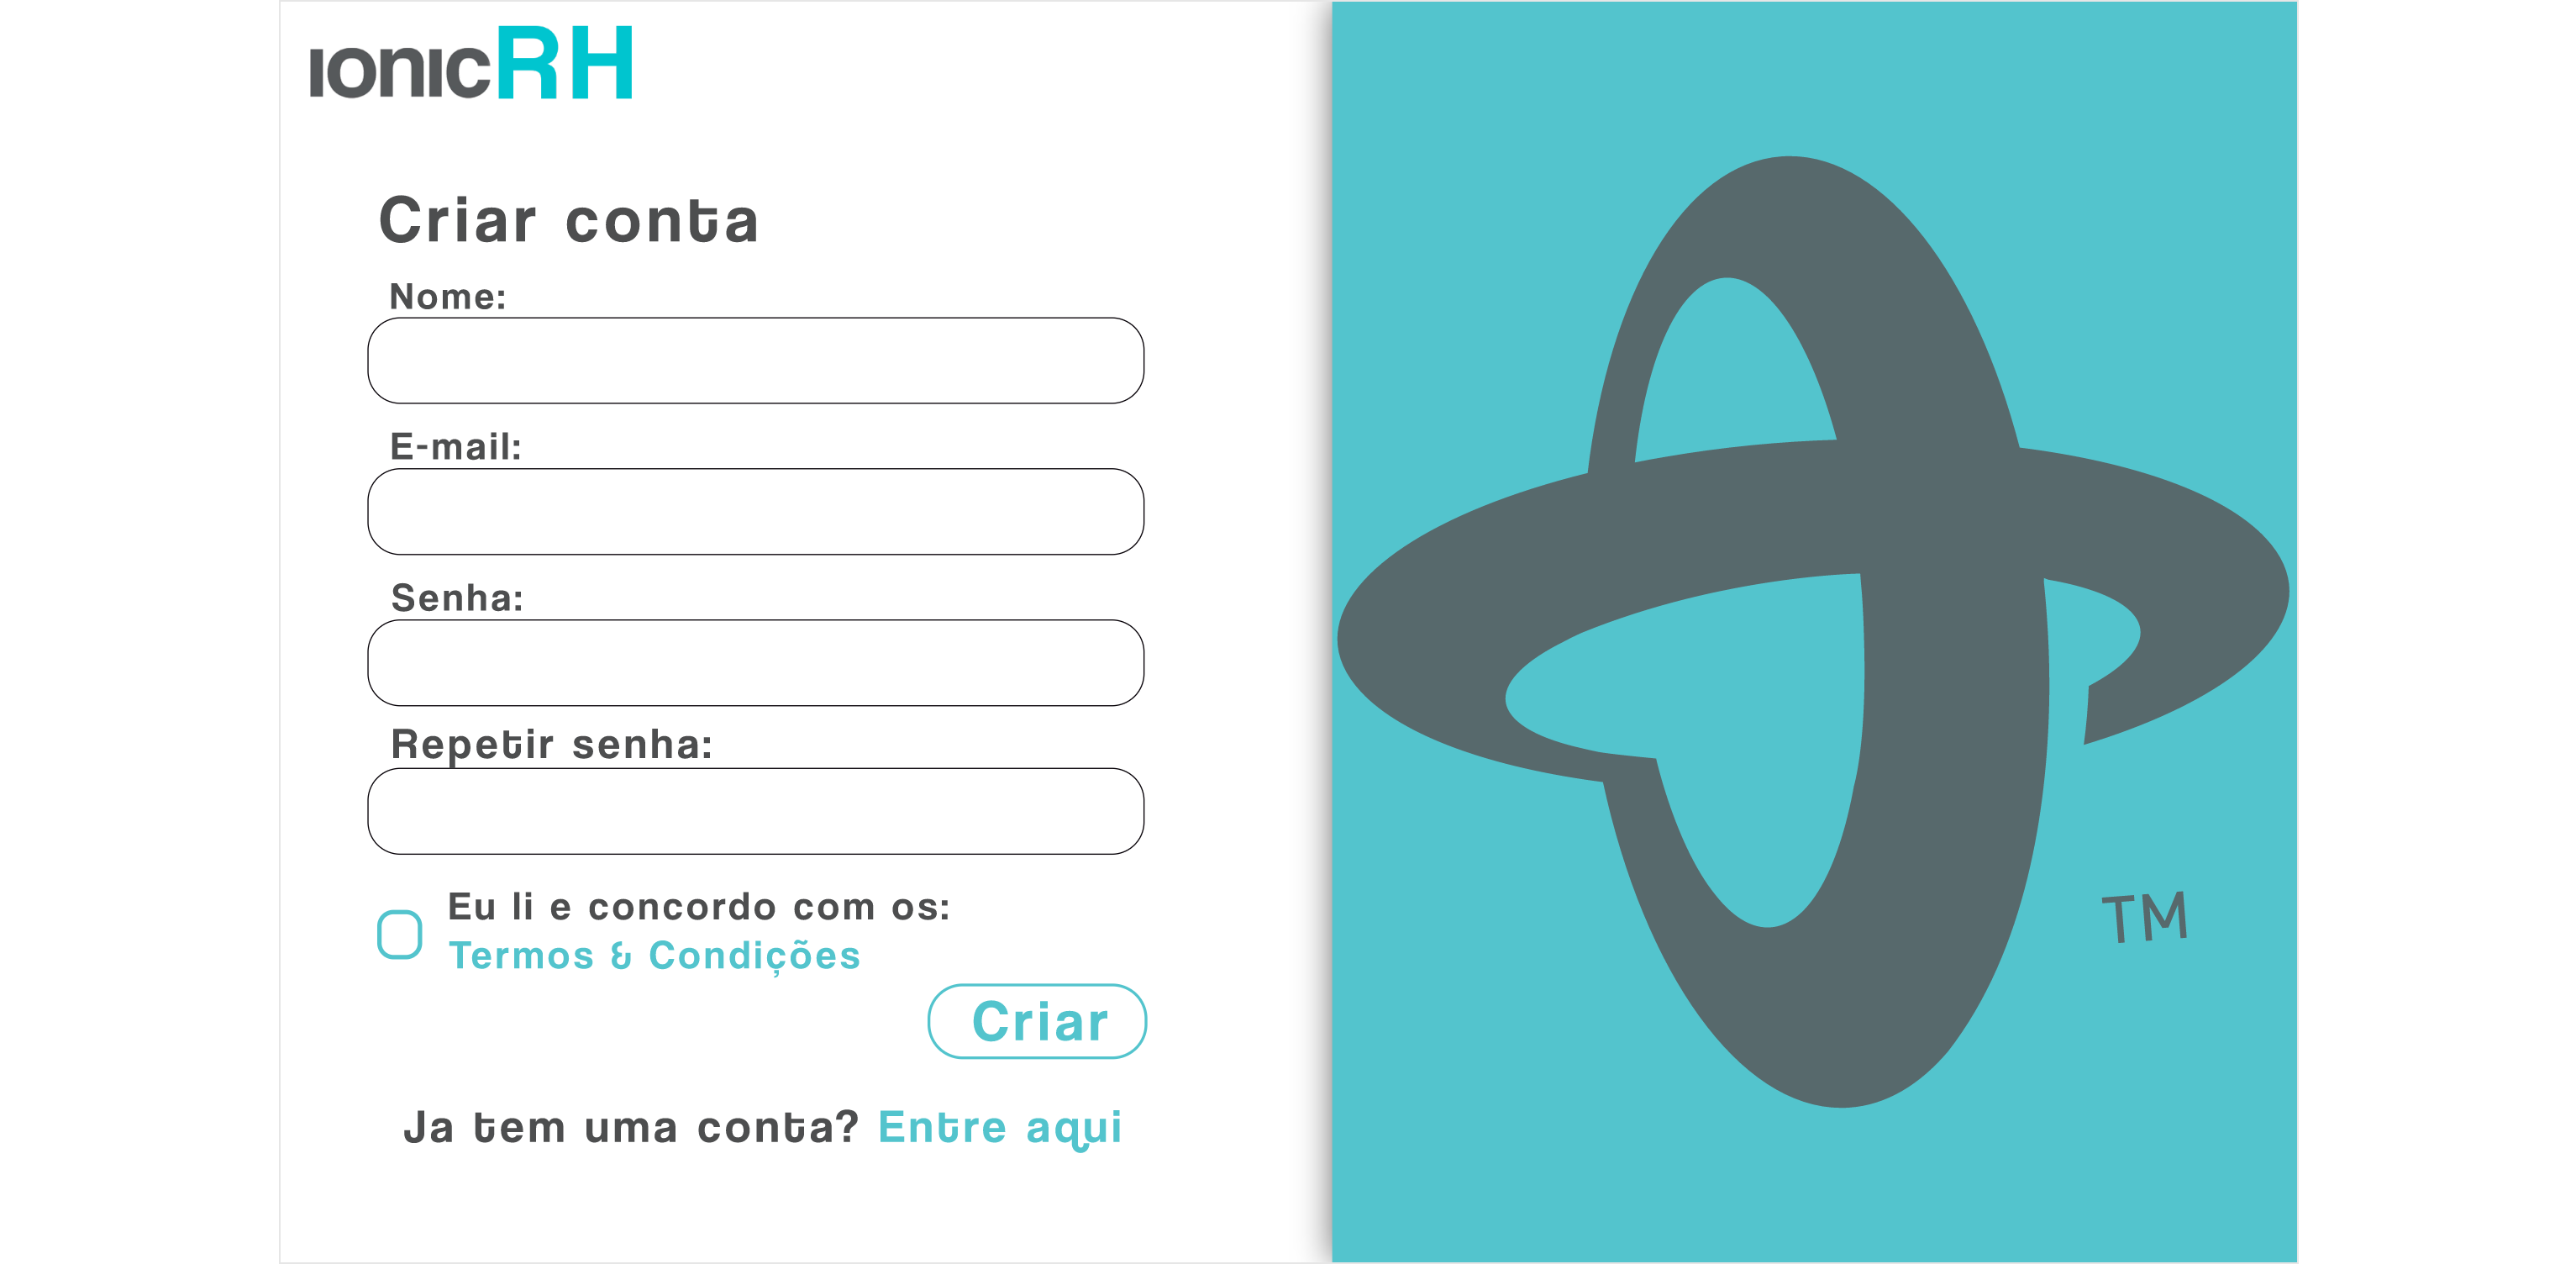 ıonıcRH
Criar conta
Nome:
E-mail:
Senha:
Repetir senha:
Eu li e concordo com os:
Termos & Condições
Criar
Ja tem uma conta? Entre aqui
TM